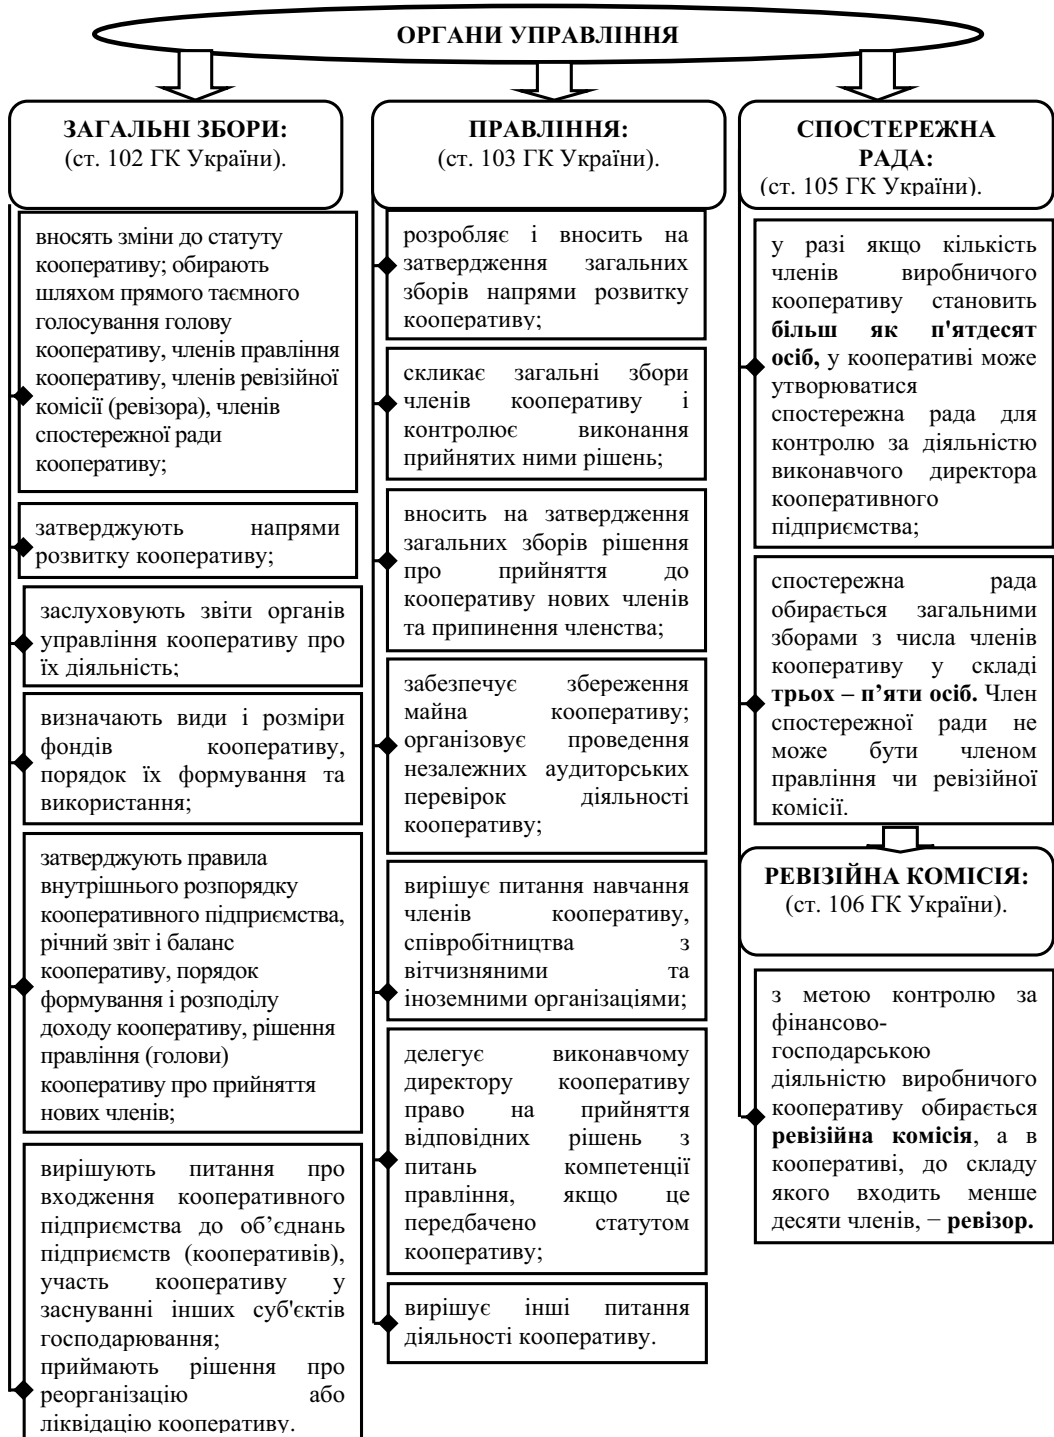 ОРГАНИ УПРАВЛІННЯ
ЗАГАЛЬНІ ЗБОРИ:
(ст. 102 ГК України).
вносять зміни до статуту
кооперативу; обирають
шляхом прямого таємного
голосування голову
кооперативу, членів правління
кооперативу, членів ревізійної
комісії (ревізора), членів
спостережної ради
кооперативу;
затверджують напрями
розвитку кооперативу;
заслуховують звіти органів
управління кооперативу про
їх діяльність;
визначають види і розміри
фондів кооперативу,
порядок їх формування та
використання;
затверджують правила
внутрішнього розпорядку
кооперативного підприємства,
річний звіт і баланс
кооперативу, порядок
формування і розподілу
доходу кооперативу, рішення
правління (голови)
кооперативу про прийняття
нових членів;
вирішують питання про
входження кооперативного
підприємства до об’єднань
підприємств (кооперативів),
участь кооперативу у
заснуванні інших суб'єктів
господарювання;
приймають рішення про
реорганізацію або
ліквідацію кооперативу.
ПРАВЛІННЯ:
(ст. 103 ГК України).
розробляє і вносить на
затвердження загальних
зборів напрями розвитку
кооперативу;
скликає загальні збори
членів кооперативу і
контролює виконання
прийнятих ними рішень;
вносить на затвердження
загальних зборів рішення
про прийняття до
кооперативу нових членів
та припинення членства;
забезпечує збереження
майна кооперативу;
організовує проведення
незалежних аудиторських
перевірок діяльності
кооперативу;
вирішує питання навчання
членів кооперативу,
співробітництва з
вітчизняними та
іноземними організаціями;
делегує виконавчому
директору кооперативу
право на прийняття
відповідних рішень з
питань компетенції
правління, якщо це
передбачено статутом
кооперативу;
вирішує інші питання
діяльності кооперативу.
СПОСТЕРЕЖНА
РАДА:
(ст. 105 ГК України).
у разі якщо кількість
членів виробничого
кооперативу становить
більш як п'ятдесят
осіб, у кооперативі може
утворюватися
спостережна рада для
контролю за діяльністю
виконавчого директора
кооперативного
підприємства;
спостережна рада
обирається загальними
зборами з числа членів
кооперативу у складі
трьох – п’яти осіб. Член
спостережної ради не
може бути членом
правління чи ревізійної
комісії.
РЕВІЗІЙНА КОМІСІЯ:
(ст. 106 ГК України).
з метою контролю за
фінансово-
господарською
діяльністю виробничого
кооперативу обирається
ревізійна комісія, а в
кооперативі, до складу
якого входить менше
десяти членів, − ревізор.